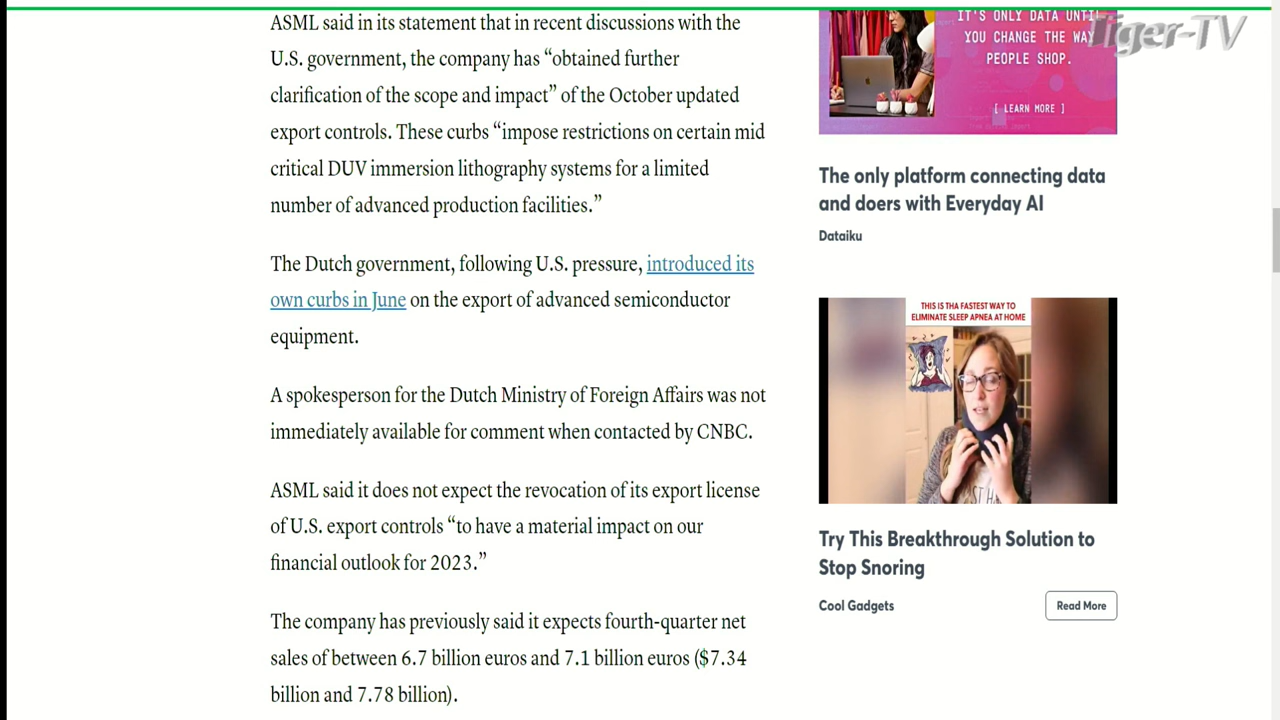 ASML said in its statement that in recent discussions with the
U.S. government, the company has “obtained further
clarification of the scope and impact” of the October updated
export controls. These curbs “impose restrictions on certain mid
critical DUV immersion lithography systems for a limited
number of advanced production facilities.”
The Dutch government, following U.S. pressure, introduced its
own curbs in June on the export of advanced semiconductor
equipment.
A spokesperson for the Dutch Ministry of Foreign Affairs was not
immediately available for comment when contacted by CNBC.
ASML said it does not expect the revocation of its export license
of U.S. export controls “to have a material impact on our
financial outlook for 2023.”
The company has previously said it expects fourth-quarter net
sales of between 6.7 billion euros and 7.1 billion euros ($7.34
billion and 7.78 billion).
Tiger-TV
IT'S ONLY DATA UNTIL
YOU CHANGE THE WAY
PEOPLE SHOP.
[ LEARN MORE ]
The only platform connecting data
and doers with Everyday AI
Dataiku
THIS IS THA FASTEST WAY TO
ELIMINATE SLEEP APNEA AT HOME
Try This Breakthrough Solution to
Stop Snoring
Cool Gadgets
Read More